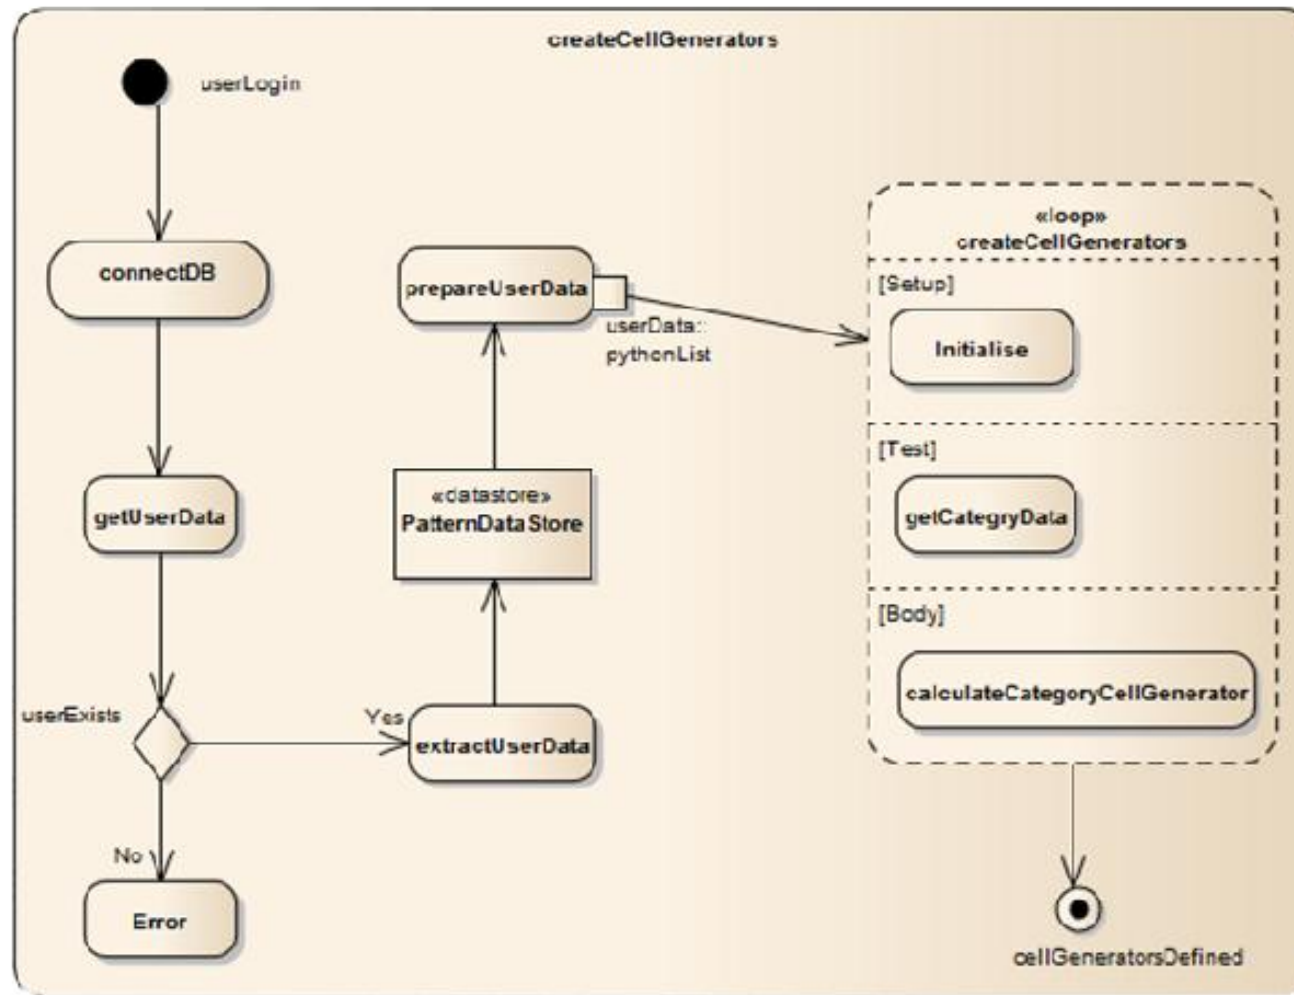 createCellGenerators
userLogin
connectDB
getUserData
userExists
Yes
No
Error
extractUserData
«datastore»
PatternDataStore
prepareUserData
userData::
pythonList
«loop»
createCellGenerators
[Setup]
Initialise
[Test]
getCategryData
[Body]
calculateCategoryCellGenerator
cellGeneratorsDefined